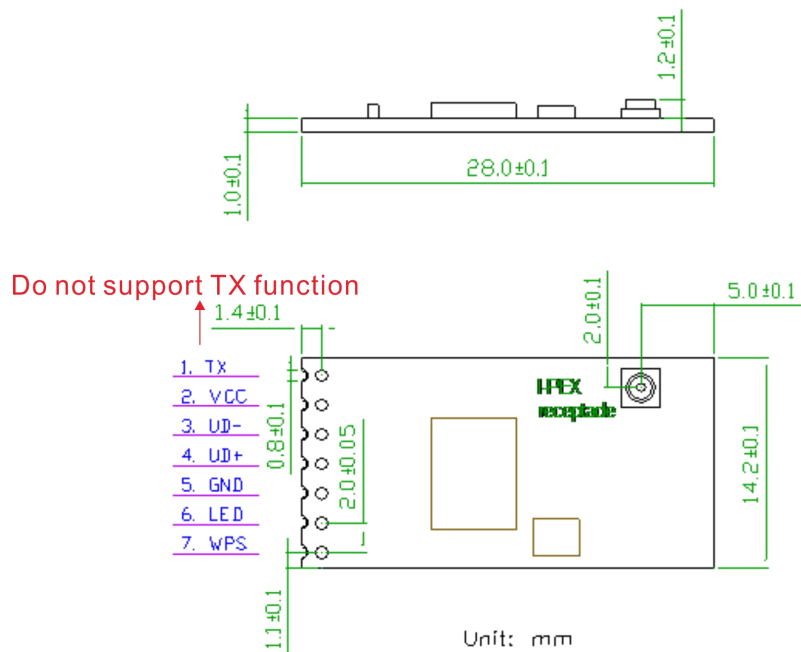 1.2±0.1
1.0±0.1
28.0±0.1
Do not support TX function
1.4±0.1
2.0±0.1
5.0±0.1
1. TX
2. VCC
3. UD-
4. UD+
5. GND
6. LED
7. WPS
0.8±0.1
2.0±0.05
I-PEX
receptacle
14.2±0.1
1.1±0.1
Unit: mm